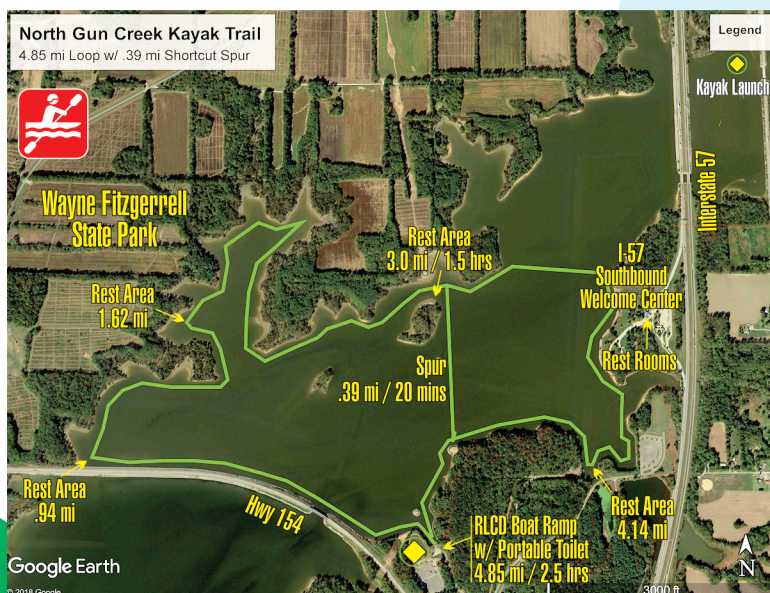 North Gun Creek Kayak Trail
4.85 mi Loop w/ .39 mi Shortcut Spur
Legend
Kayak Launch
Interstate 57
Wayne Fitzgerrell
State Park
Rest Area
3.0 mi / 1.5 hrs
I-57
Southbound
Welcome Center
Rest Area
1.62 mi
Rest Rooms
Spur
.39 mi / 20 mins
Rest Area
.94 mi
Hwy 154
Rest Area
4.14 mi
RLCD Boat Ramp
w/ Portable Toilet
4.85 mi / 2.5 hrs
Google Earth
© 2018 Google
3000 ft
N